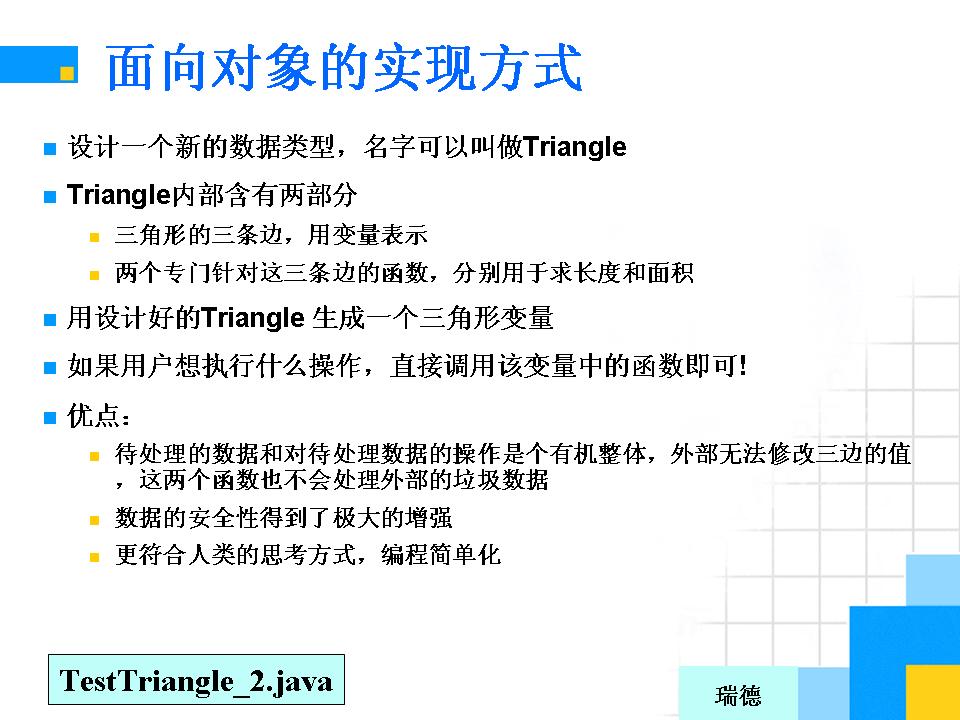 面向对象的实现方式
设计一个新的数据类型，名字可以叫做Triangle
Triangle内部含有两部分
三角形的三条边，用变量表示
两个专门针对这三条边的函数，分别用于求长度和面积
用设计好的Triangle 生成一个三角形变量
如果用户想执行什么操作，直接调用该变量中的函数即可!
优点：
待处理的数据和对待处理数据的操作是个有机整体，外部无法修改三边的值
，这两个函数也不会处理外部的垃圾数据
数据的安全性得到了极大的增强
更符合人类的思考方式，编程简单化
TestTriangle_2.java
瑞德